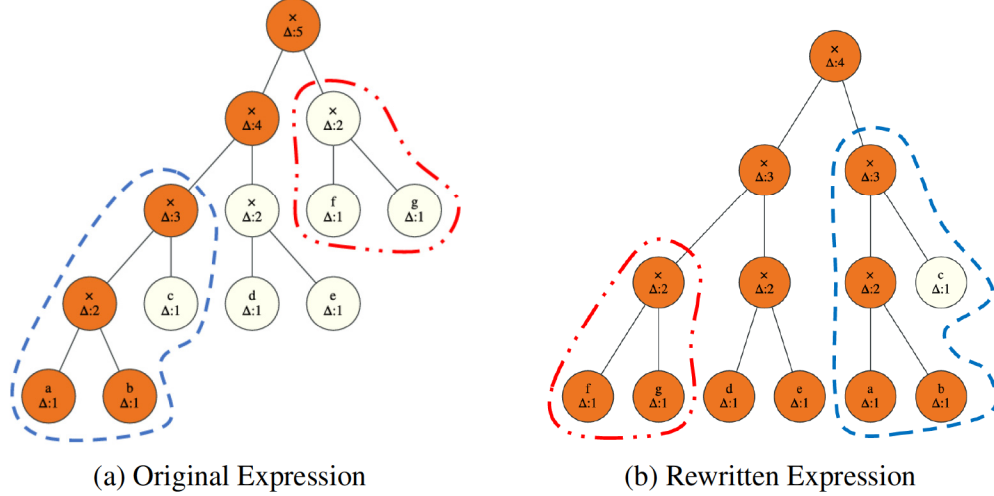 ×
Δ:5
×
Δ:4
×
Δ:2
×
Δ:3
×
Δ:2
f
Δ:1
g
Δ:1
×
Δ:2
c
Δ:1
d
Δ:1
e
Δ:1
a
Δ:1
b
Δ:1
(a) Original Expression
×
Δ:4
×
Δ:3
×
Δ:3
×
Δ:2
×
Δ:2
×
Δ:2
c
Δ:1
f
Δ:1
g
Δ:1
d
Δ:1
e
Δ:1
a
Δ:1
b
Δ:1
(b) Rewritten Expression